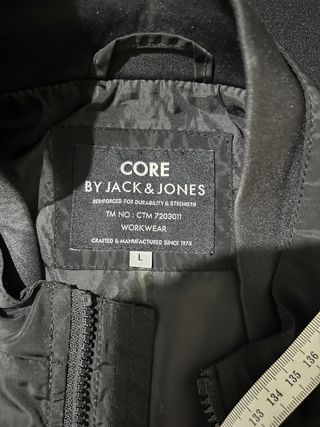 CORE
BY JACK & JONES
REINFORCED FOR DURABILITY & STRENGTH
TM NO : CTM 7203011
WORKWEAR
CRAFTED & MANUFACTURED SINCE 1975
L
133 134 135 136